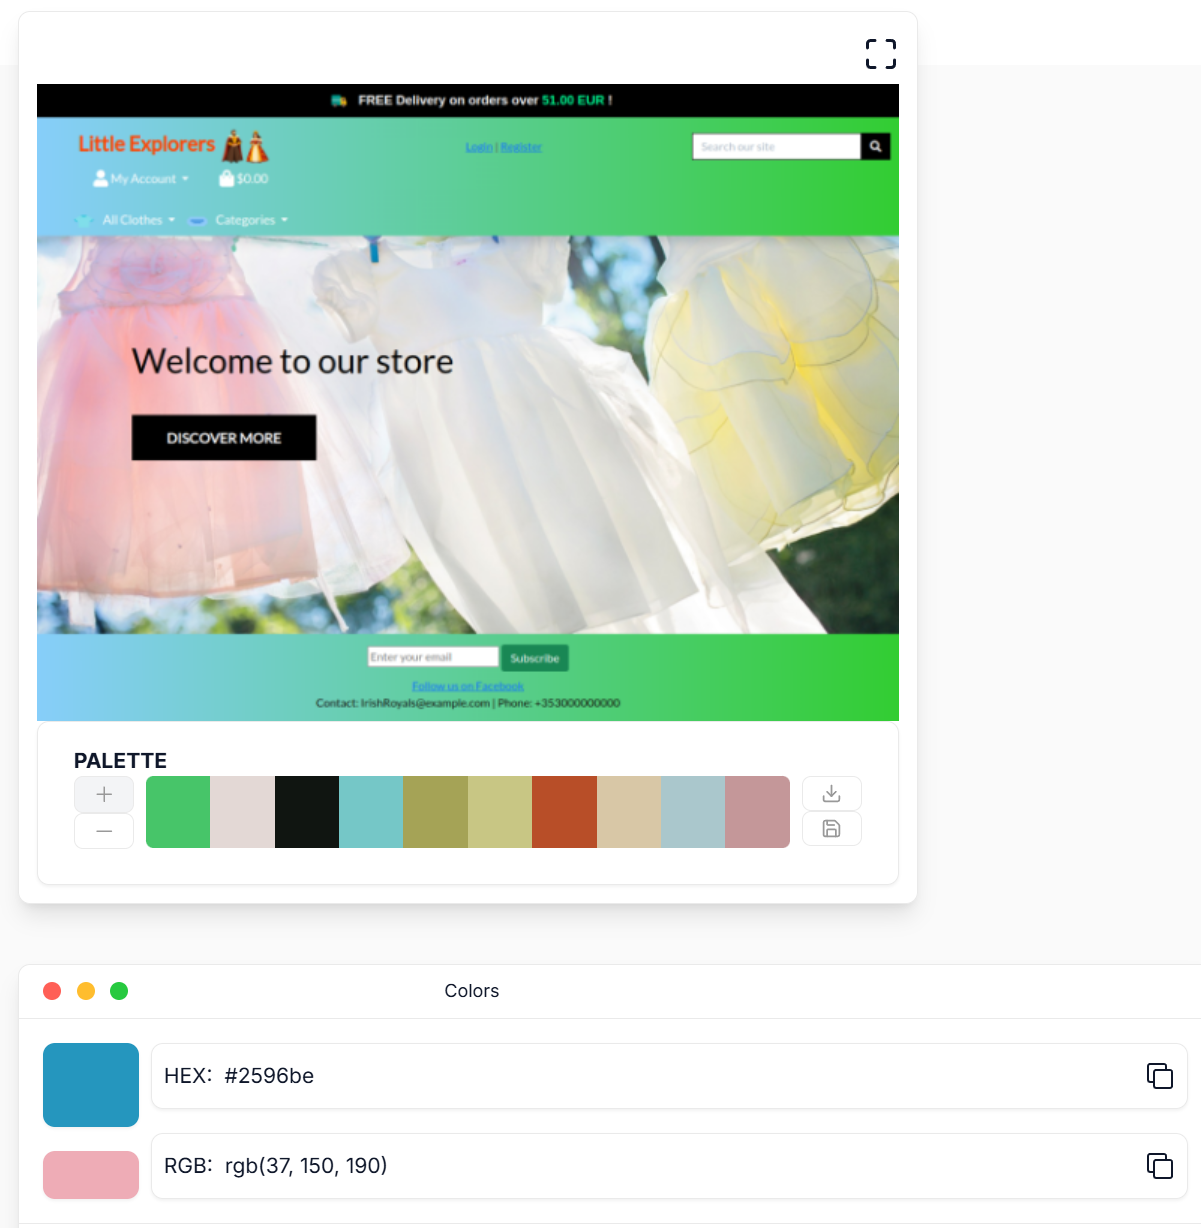 FREE Delivery on orders over 51.00 EUR !
Little Explorers
Login | Register
Search our site
My Account
$0.00
All Clothes
Categories
Welcome to our store
DISCOVER MORE
Enter your email
Subscribe
Follow us on Facebook
Contact: IrishRoyals@example.com | Phone: +353000000000
PALETTE
Colors
HEX: #2596be
RGB: rgb(37, 150, 190)